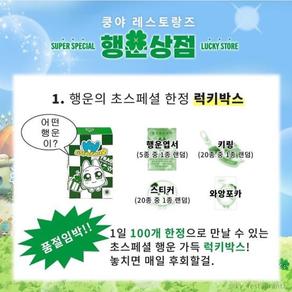 쿵야 레스토랑즈
SUPER SPECIAL 행운상점 LUCKY STORE
1. 행운의 초스페셜 한정 럭키박스
어떤
행운
이?
행운엽서
(5종 중 1종 랜덤)
키링
(20종 중 1종 랜덤)
스티커
(20종 중 1종 랜덤)
와앙포카
품절임박!!
1일 100개 한정으로 만날 수 있는
초스페셜 행운 가득 럭키박스!
놓치면 매일 후회할걸.